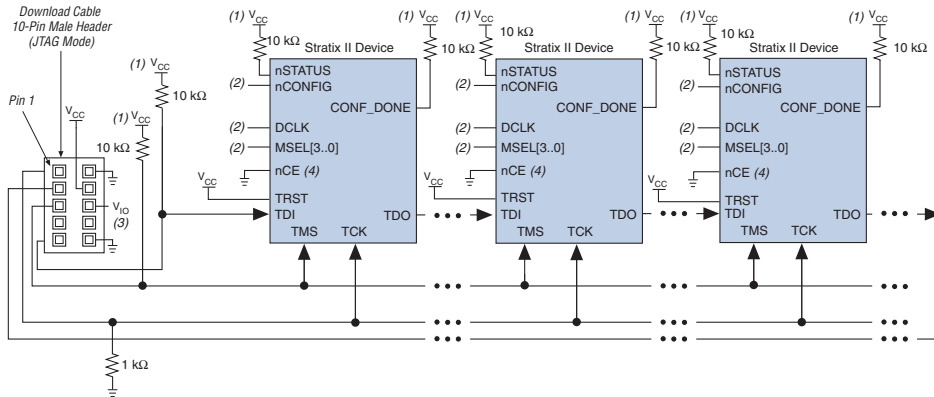 Download Cable
10-Pin Male Header
(JTAG Mode)
Pin 1
(1) VCC
10 kΩ
(1) VCC
10 kΩ
VCC
VIO
(3)
1 kΩ
(1) VCC
10 kΩ
Stratix II Device
(1) VCC
10 kΩ
nSTATUS
(2) nCONFIG
CONF_DONE
(2) DCLK
(2) MSEL[3..0]
nCE (4)
VCC
TRST
TDI
TDO
TMS
TCK
(1) VCC
10 kΩ
Stratix II Device
(1) VCC
10 kΩ
nSTATUS
(2) nCONFIG
CONF_DONE
(2) DCLK
(2) MSEL[3..0]
nCE (4)
VCC
TRST
TDI
TDO
TMS
TCK
(1) VCC
10 kΩ
Stratix II Device
(1) VCC
10 kΩ
nSTATUS
(2) nCONFIG
CONF_DONE
(2) DCLK
(2) MSEL[3..0]
nCE (4)
VCC
TRST
TDI
TDO
TMS
TCK